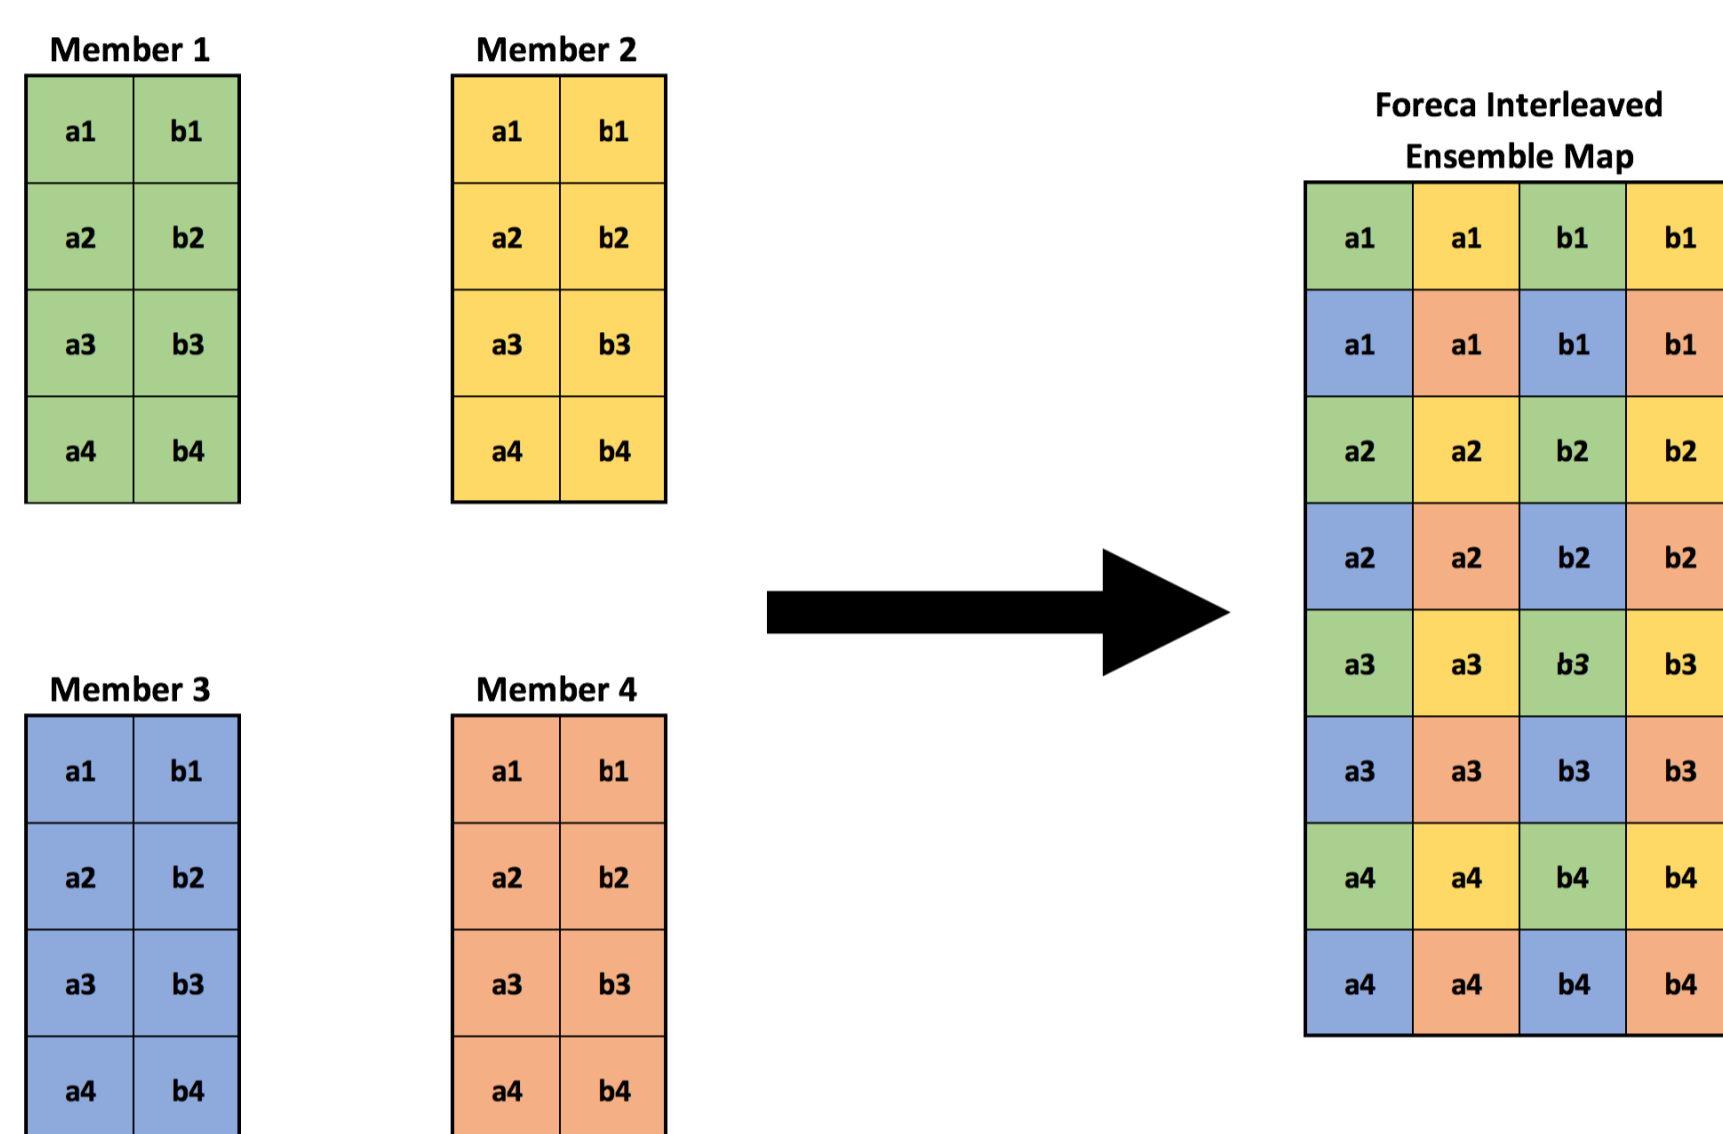 Member 1
a1 b1
a2 b2
a3 b3
a4 b4
Member 2
a1 b1
a2 b2
a3 b3
a4 b4
Member 3
a1 b1
a2 b2
a3 b3
a4 b4
Member 4
a1 b1
a2 b2
a3 b3
a4 b4
Foreca Interleaved
Ensemble Map
a1 a1 b1 b1
a1 a1 b1 b1
a2 a2 b2 b2
a2 a2 b2 b2
a3 a3 b3 b3
a3 a3 b3 b3
a4 a4 b4 b4
a4 a4 b4 b4